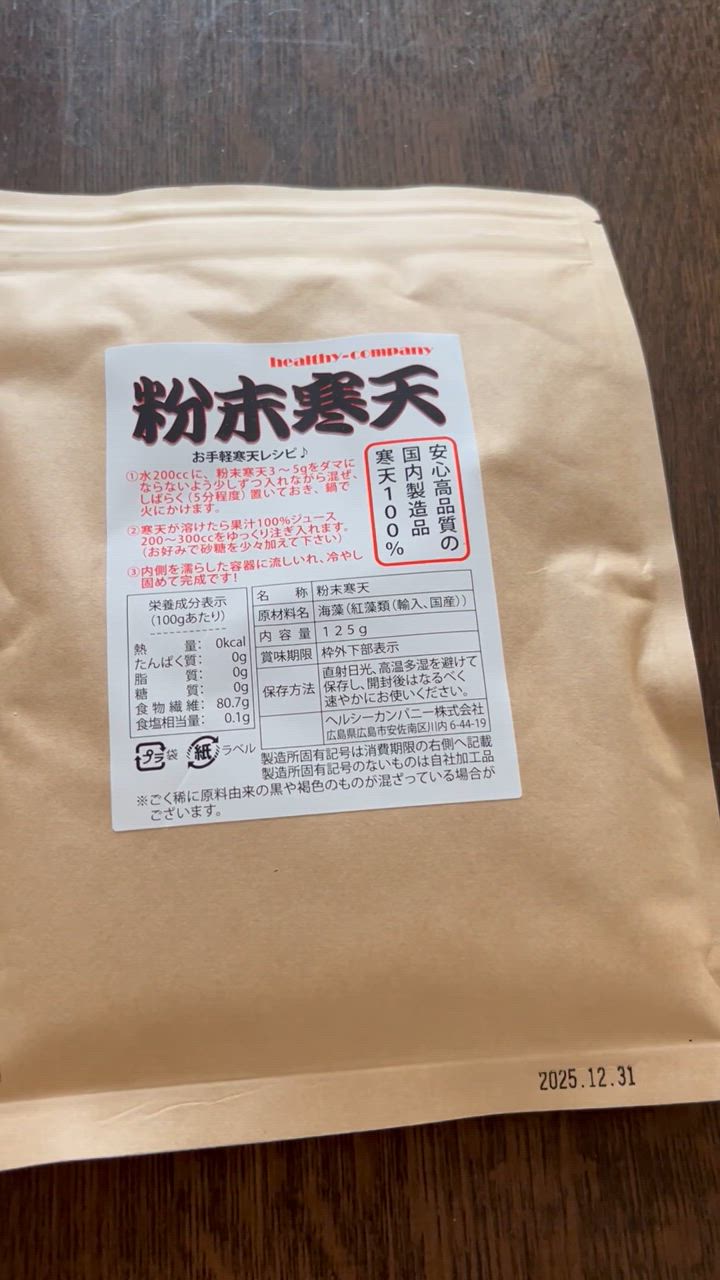 healthy-company
粉末寒天
お手軽寒天レシピ♪
①水200ccに、粉末寒天3～5gをダマに
ならないよう少しずつ入れながら混ぜ、
しばらく(5分程度)置いておき、鍋で
火にかけます。
②寒天が溶けたら果汁100%ジュース
200～300ccをゆっくり注ぎ入れます。
(お好みで砂糖を少々加えて下さい)
③内側を濡らした容器に流しいれ、冷やし
固めて完成です!
安心高品質の
国内製造品
寒天100%
栄養成分表示
(100gあたり)
熱量: 0kcal
たんぱく質: 0g
脂質: 0g
糖質: 0g
食物繊維: 80.7g
食塩相当量: 0.1g
名称 粉末寒天
原材料名 海藻(紅藻類(輸入、国産))
内容量 125g
賞味期限 枠外下部表示
保存方法 直射日光、高温多湿を避けて
保存し、開封後はなるべく
速やかにお使いください。
ヘルシーカンパニー株式会社
広島県広島市安佐南区川内6-44-19
プラ 袋 紙 ラベル
製造所固有記号は消費期限の右側へ記載
製造所固有記号のないものは自社加工品
※ごく稀に原料由来の黒や褐色のものが混ざっている場合が
ございます。
2025.12.31